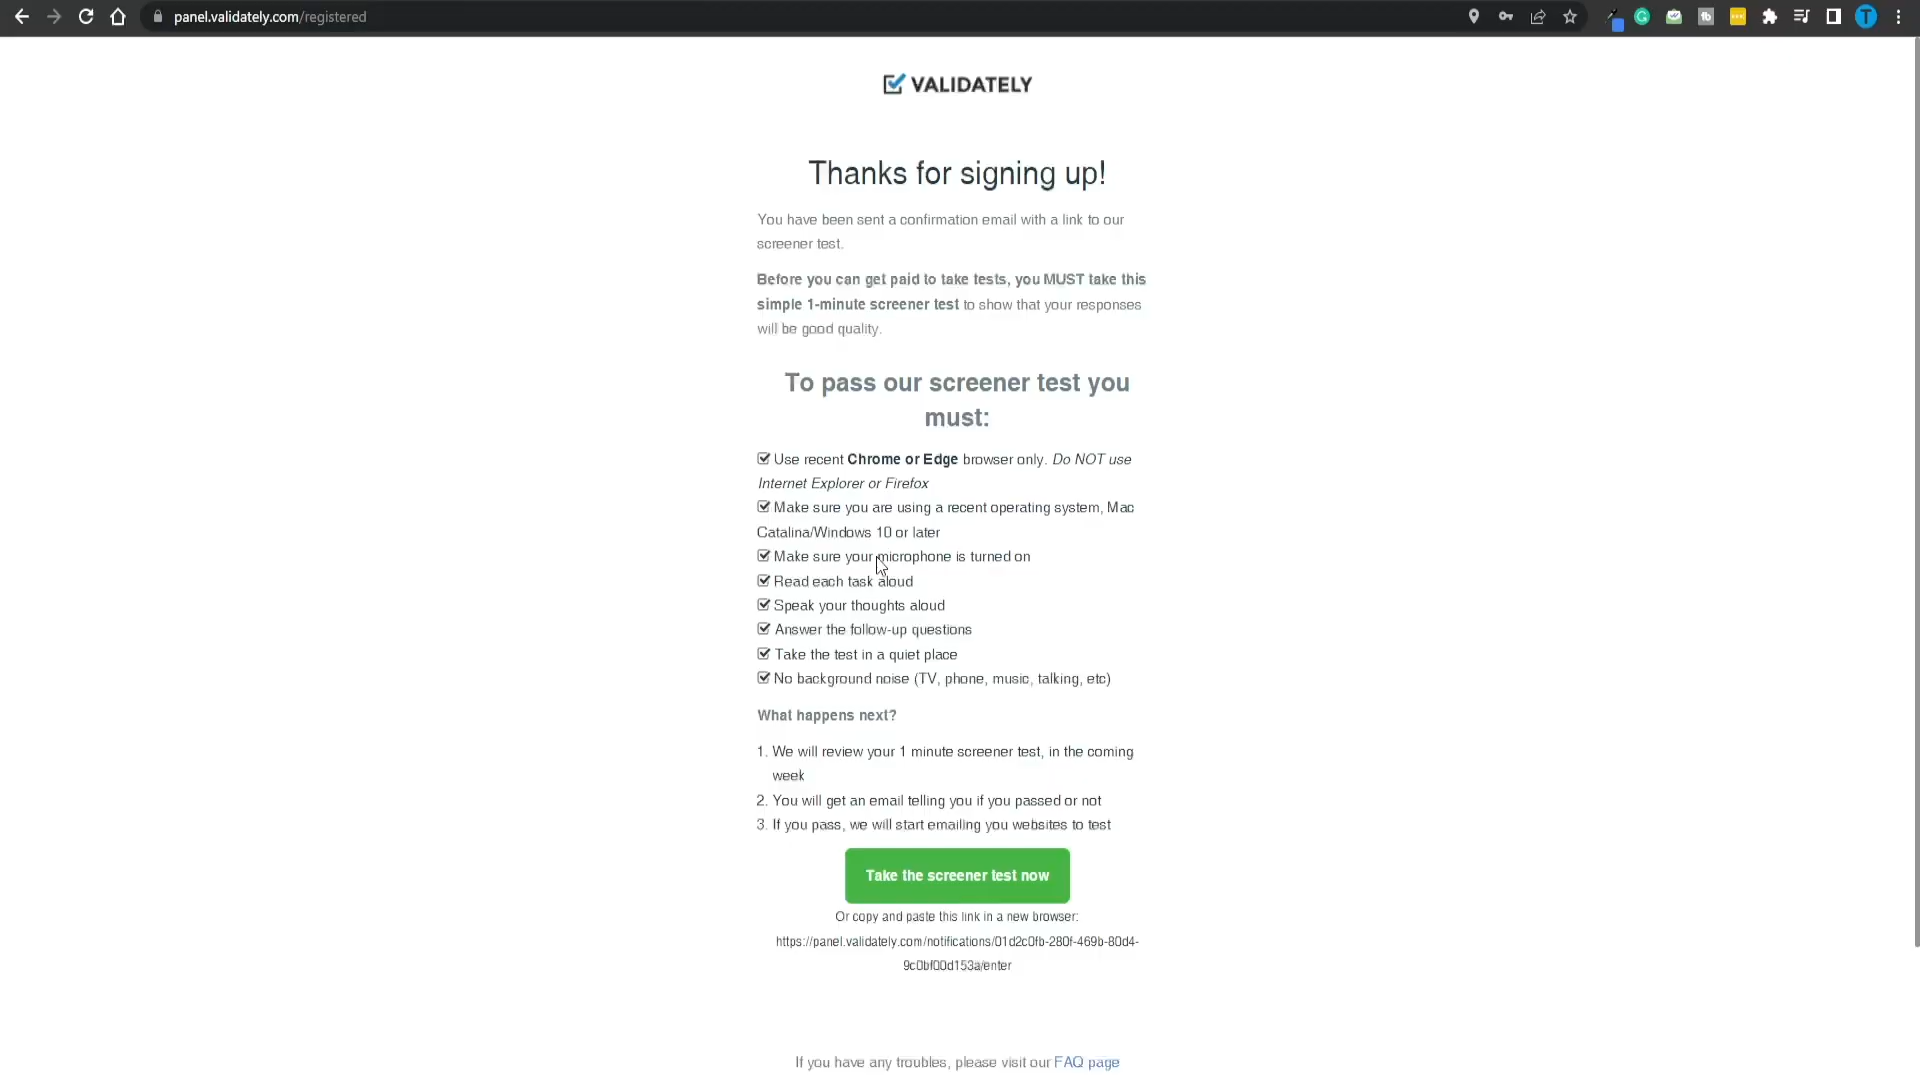 panel.validately.com/registered
T
VALIDATELY
Thanks for signing up!
You have been sent a confirmation email with a link to our
screener test.
Before you can get paid to take tests, you MUST take this
simple 1-minute screener test to show that your responses
will be good quality.
To pass our screener test you
must:
Use recent Chrome or Edge browser only. Do NOT use
Internet Explorer or Firefox
Make sure you are using a recent operating system, Mac
Catalina/Windows 10 or later
Make sure your microphone is turned on
Read each task aloud
Speak your thoughts aloud
Answer the follow-up questions
Take the test in a quiet place
No background noise (TV, phone, music, talking, etc)
What happens next?
1. We will review your 1 minute screener test, in the coming
week
2. You will get an email telling you if you passed or not
3. If you pass, we will start emailing you websites to test
Take the screener test now
Or copy and paste this link in a new browser:
https://panel.validately.com/notifications/01d2c0fb-280f-469b-80d4-
9c0bf00d153a/enter
If you have any troubles, please visit our FAQ page